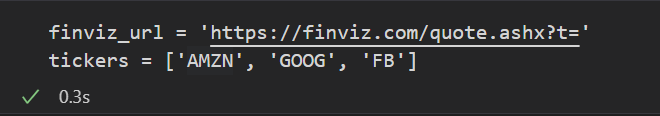 finviz_url = 'https://finviz.com/quote.ashx?t='
tickers = ['AMZN', 'GOOG', 'FB']
0.3s